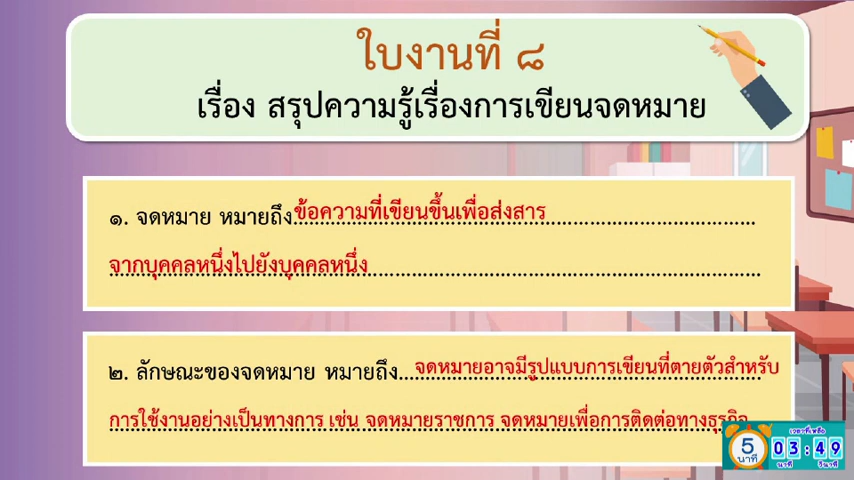 ใบงานที่ ๘
เรื่อง สรุปความรู้เรื่องการเขียนจดหมาย
๑. จดหมาย หมายถึงข้อความที่เขียนขึ้นเพื่อส่งสาร
จากบุคคลหนึ่งไปยังบุคคลหนึ่ง
๒. ลักษณะของจดหมาย หมายถึง...จดหมายอาจมีรูปแบบการเขียนที่ตายตัวสำหรับ
การใช้งานอย่างเป็นทางการ เช่น จดหมายราชการ จดหมายเพื่อการติดต่อทางธุรกิจ
5 นาที
เวลาที่เหลือ
03:49
นาที วินาที